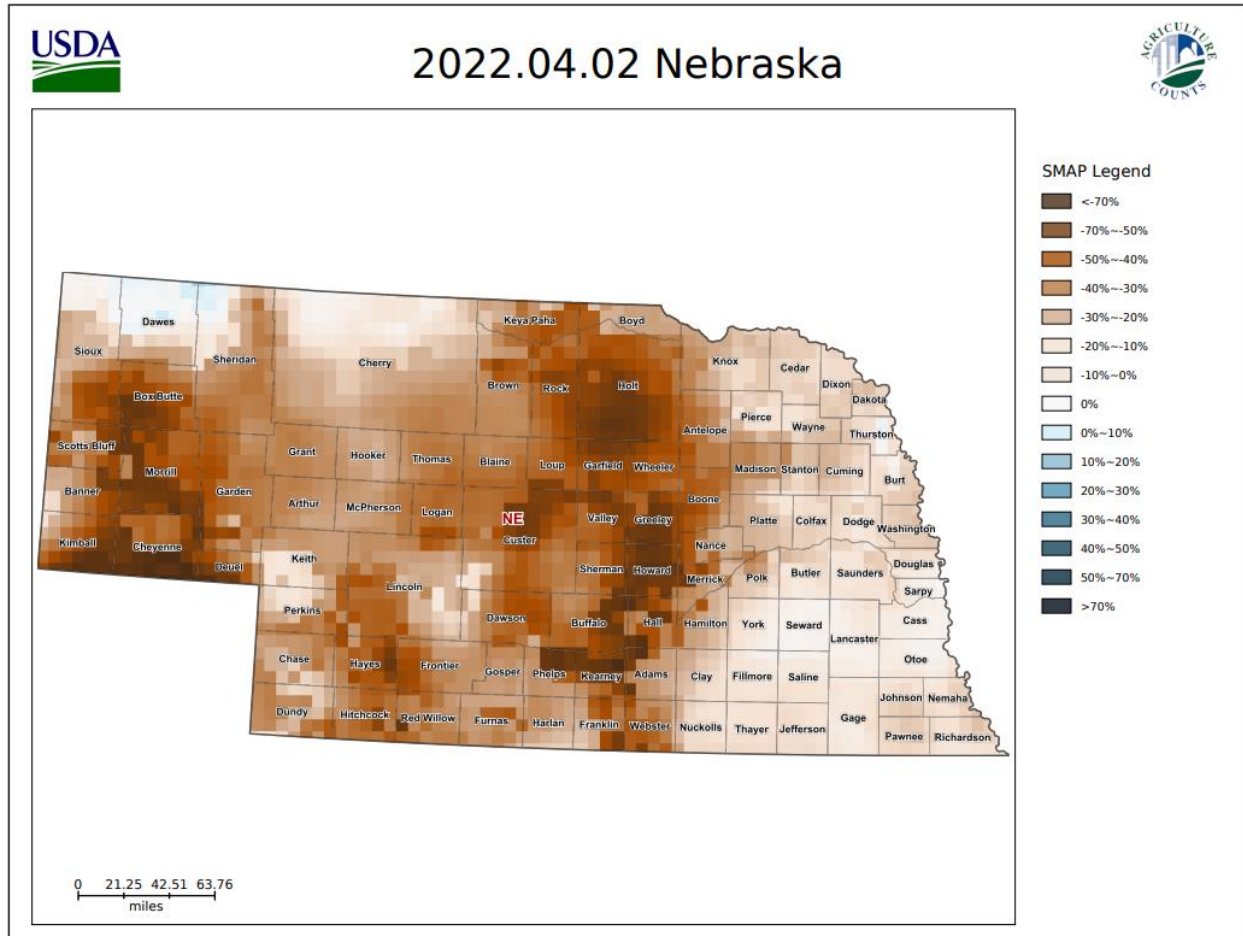 USDA
2022.04.02 Nebraska
AGRICULTURE
COUNTS
SMAP Legend
<-70%
-70%~-50%
-50%~-40%
-40%~-30%
-30%~-20%
-20%~-10%
-10%~0%
0%
0%~10%
10%~20%
20%~30%
30%~40%
40%~50%
50%~70%
>70%
Dawes
Keya Paha
Boyd
Sioux
Sheridan
Cherry
Knox
Cedar
Box Butte
Brown
Rock
Holt
Dixon
Dakota
Pierce
Antelope
Wayne
Thurston
Scotts Bluff
Grant
Hooker
Thomas
Blaine
Loup
Garfield
Wheeler
Madison
Stanton
Cuming
Morrill
Burt
Banner
Garden
Arthur
McPherson
Logan
Boone
NE
Valley
Greeley
Platte
Colfax
Dodge
Washington
Kimball
Cheyenne
Custer
Nance
Deuel
Keith
Lincoln
Sherman
Howard
Merrick
Polk
Butler
Saunders
Douglas
Sarpy
Perkins
Dawson
Buffalo
Hall
Hamilton
York
Seward
Lancaster
Cass
Chase
Hayes
Frontier
Gosper
Phelps
Kearney
Adams
Clay
Fillmore
Saline
Otoe
Johnson
Nemaha
Dundy
Hitchcock
Red Willow
Furnas
Harlan
Franklin
Webster
Nuckolls
Thayer
Jefferson
Gage
Pawnee
Richardson
0 21.25 42.51 63.76
miles